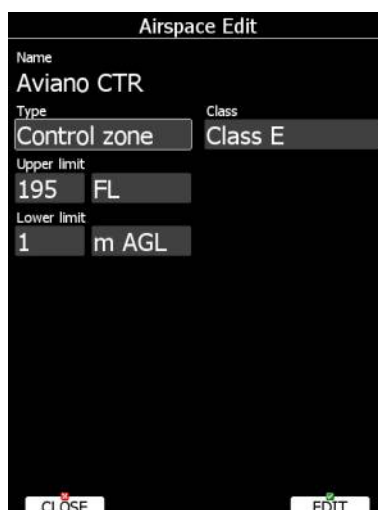 Airspace Edit
Name
Aviano CTR
Type Class
Control zone Class E
Upper limit
195 FL
Lower limit
1 m AGL
CLOSE EDIT